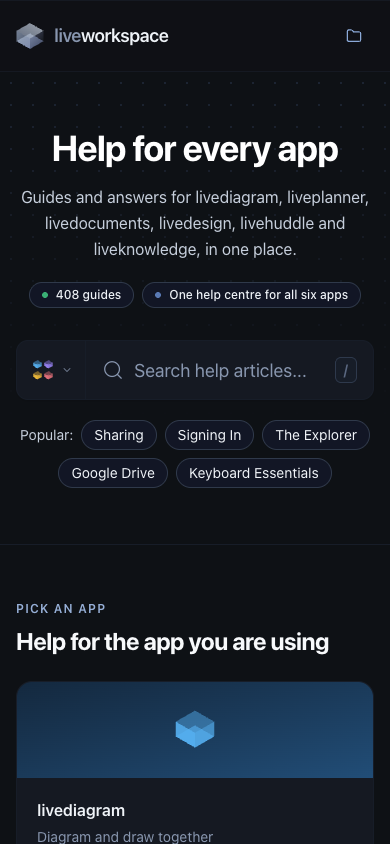 liveworkspace
Help for every app
Guides and answers for livediagram, liveplanner,
livedocuments, livedesign, livehuddle and
liveknowledge, in one place.
408 guides
One help centre for all six apps
Search help articles...
/
Popular:
Sharing
Signing In
The Explorer
Google Drive
Keyboard Essentials
PICK AN APP
Help for the app you are using
livediagram
Diagram and draw together